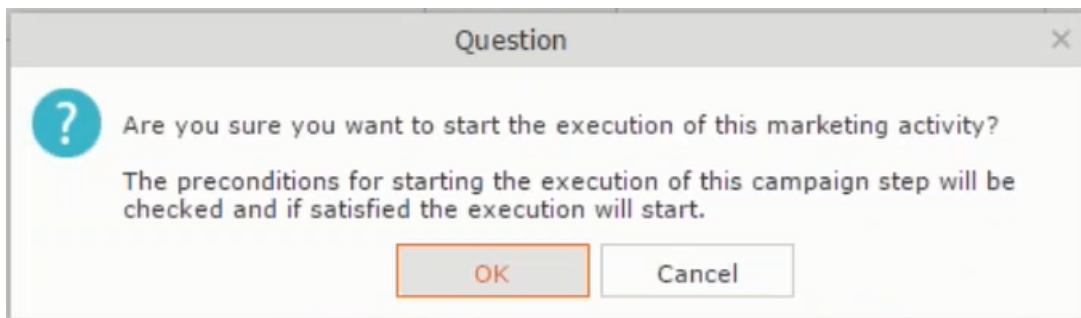 Question
Are you sure you want to start the execution of this marketing activity?
The preconditions for starting the execution of this campaign step will be
checked and if satisfied the execution will start.
OK
Cancel